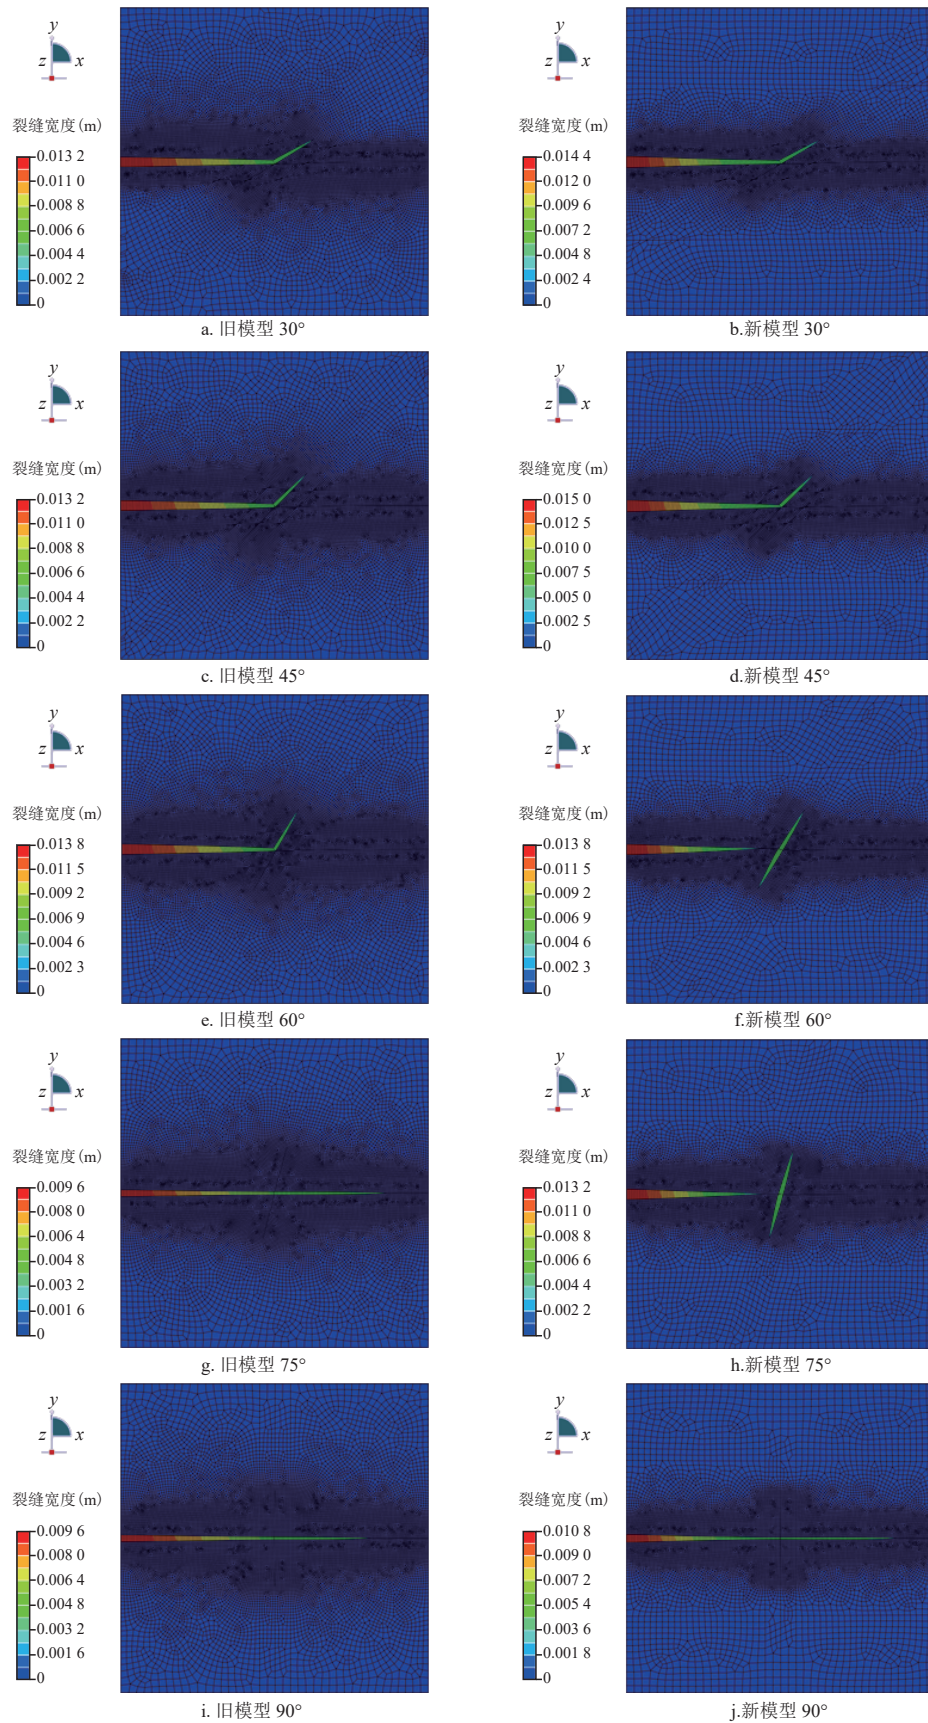 y
z x
裂缝宽度(m)
0.013 2
0.011 0
0.008 8
0.006 6
0.004 4
0.002 2
0
a. 旧模型 30°
y
z x
裂缝宽度(m)
0.014 4
0.012 0
0.009 6
0.007 2
0.004 8
0.002 4
0
b.新模型 30°
y
z x
裂缝宽度(m)
0.013 2
0.011 0
0.008 8
0.006 6
0.004 4
0.002 2
0
c. 旧模型 45°
y
z x
裂缝宽度(m)
0.015 0
0.012 5
0.010 0
0.007 5
0.005 0
0.002 5
0
d.新模型 45°
y
z x
裂缝宽度(m)
0.013 8
0.011 5
0.009 2
0.006 9
0.004 6
0.002 3
0
e. 旧模型 60°
y
z x
裂缝宽度(m)
0.013 8
0.011 5
0.009 2
0.006 9
0.004 6
0.002 3
0
f.新模型 60°
y
z x
裂缝宽度(m)
0.009 6
0.008 0
0.006 4
0.004 8
0.003 2
0.001 6
0
g. 旧模型 75°
y
z x
裂缝宽度(m)
0.013 2
0.011 0
0.008 8
0.006 6
0.004 4
0.002 2
0
h.新模型 75°
y
z x
裂缝宽度(m)
0.009 6
0.008 0
0.006 4
0.004 8
0.003 2
0.001 6
0
i. 旧模型 90°
y
z x
裂缝宽度(m)
0.010 8
0.009 0
0.007 2
0.005 4
0.003 6
0.001 8
0
j.新模型 90°